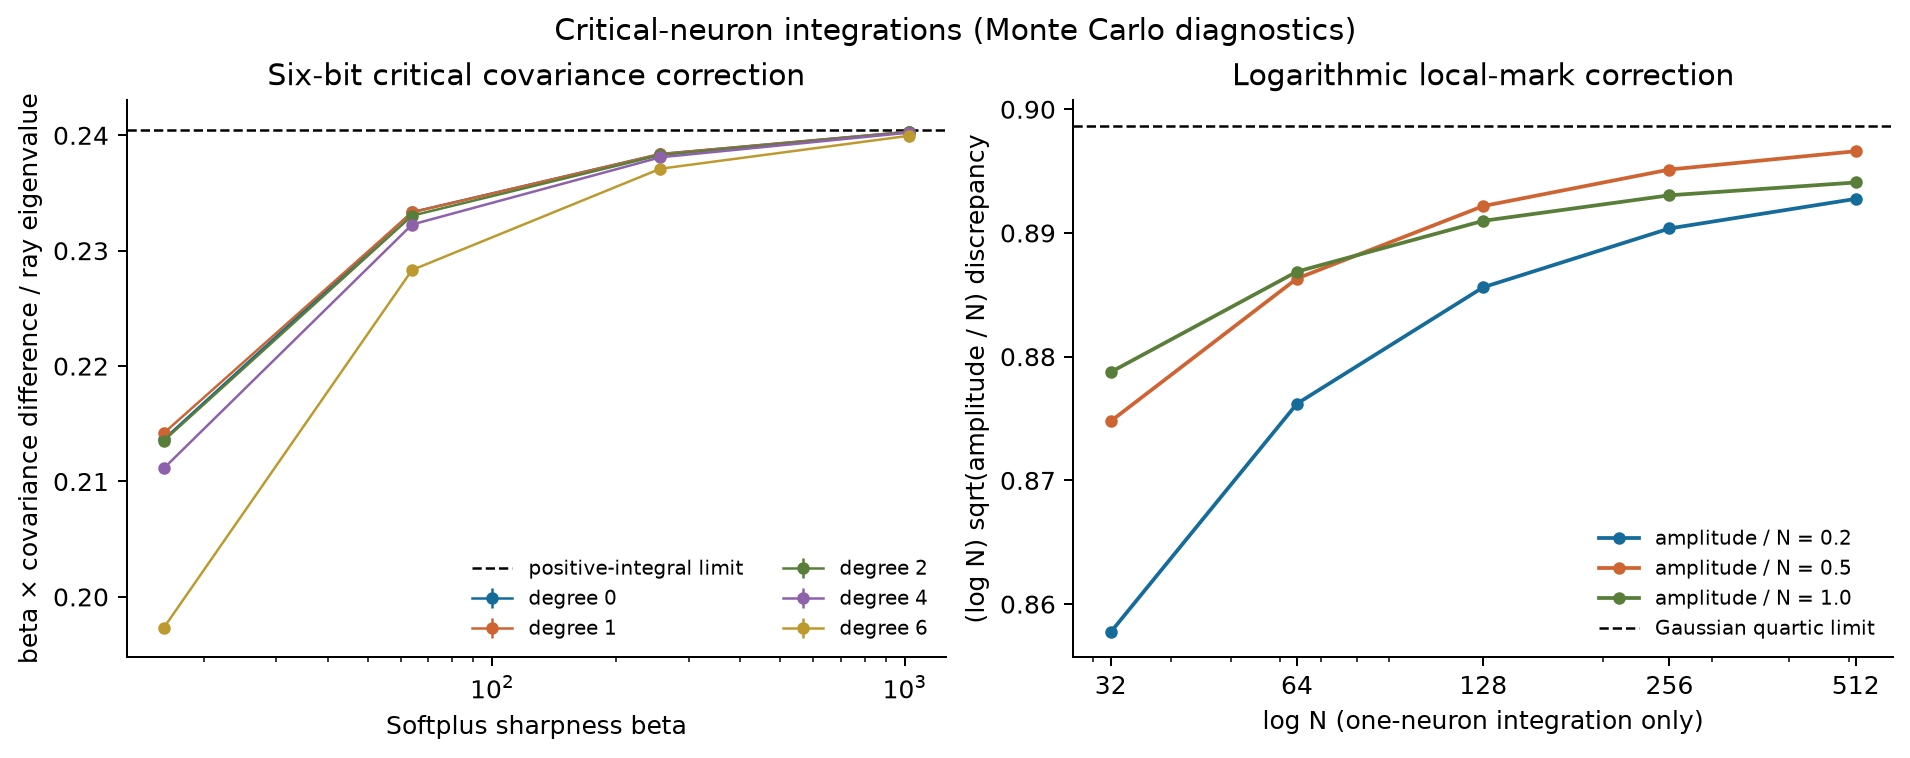 Critical-neuron integrations (Monte Carlo diagnostics)
Six-bit critical covariance correction
beta × covariance difference / ray eigenvalue
0.24
0.23
0.22
0.21
0.20
10²
10³
Softplus sharpness beta
positive-integral limit
degree 0
degree 1
degree 2
degree 4
degree 6
Logarithmic local-mark correction
(log N) sqrt(amplitude / N) discrepancy
0.90
0.89
0.88
0.87
0.86
32
64
128
256
512
log N (one-neuron integration only)
amplitude / N = 0.2
amplitude / N = 0.5
amplitude / N = 1.0
Gaussian quartic limit